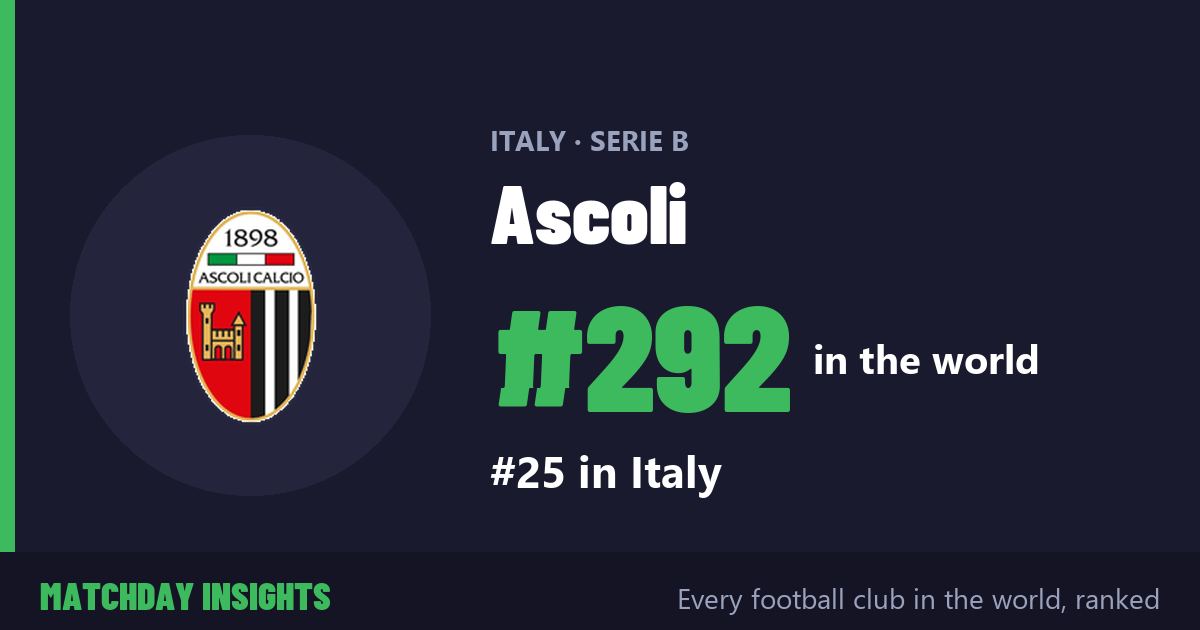 ITALY · SERIE B
Ascoli
1898
ASCOLI CALCIO
#292 in the world
#25 in Italy
MATCHDAY INSIGHTS
Every football club in the world, ranked